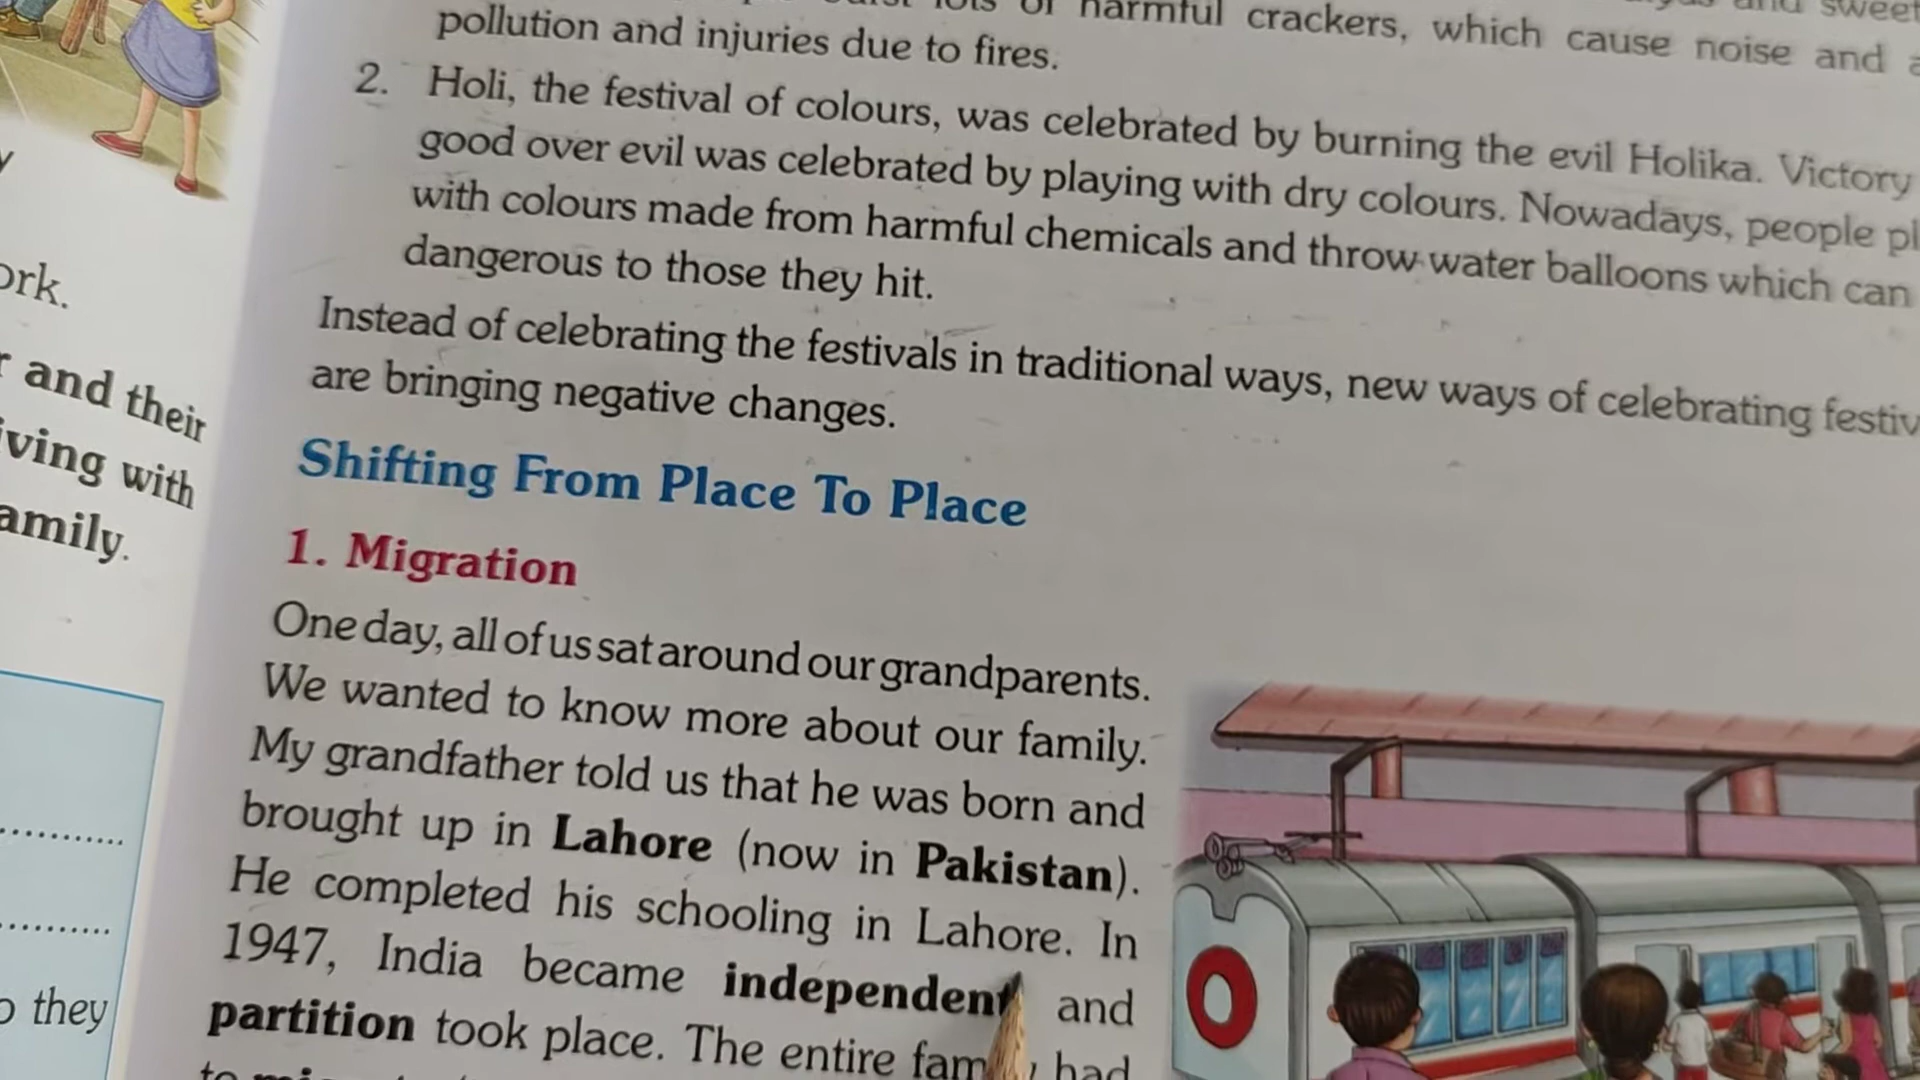 harmful crackers, which cause noise and
pollution and injuries due to fires.
2. Holi, the festival of colours, was celebrated by burning the evil Holika. Victory
good over evil was celebrated by playing with dry colours. Nowadays, people pl
with colours made from harmful chemicals and throw water balloons which can
dangerous to those they hit.
Instead of celebrating the festivals in traditional ways, new ways of celebrating festiv
are bringing negative changes.
Shifting From Place To Place
1. Migration
One day, all of us sat around our grandparents.
We wanted to know more about our family.
My grandfather told us that he was born and
brought up in Lahore (now in Pakistan).
He completed his schooling in Lahore. In
1947, India became independent and
partition took place. The entire fam had
ork.
and their
iving with
amily.
they